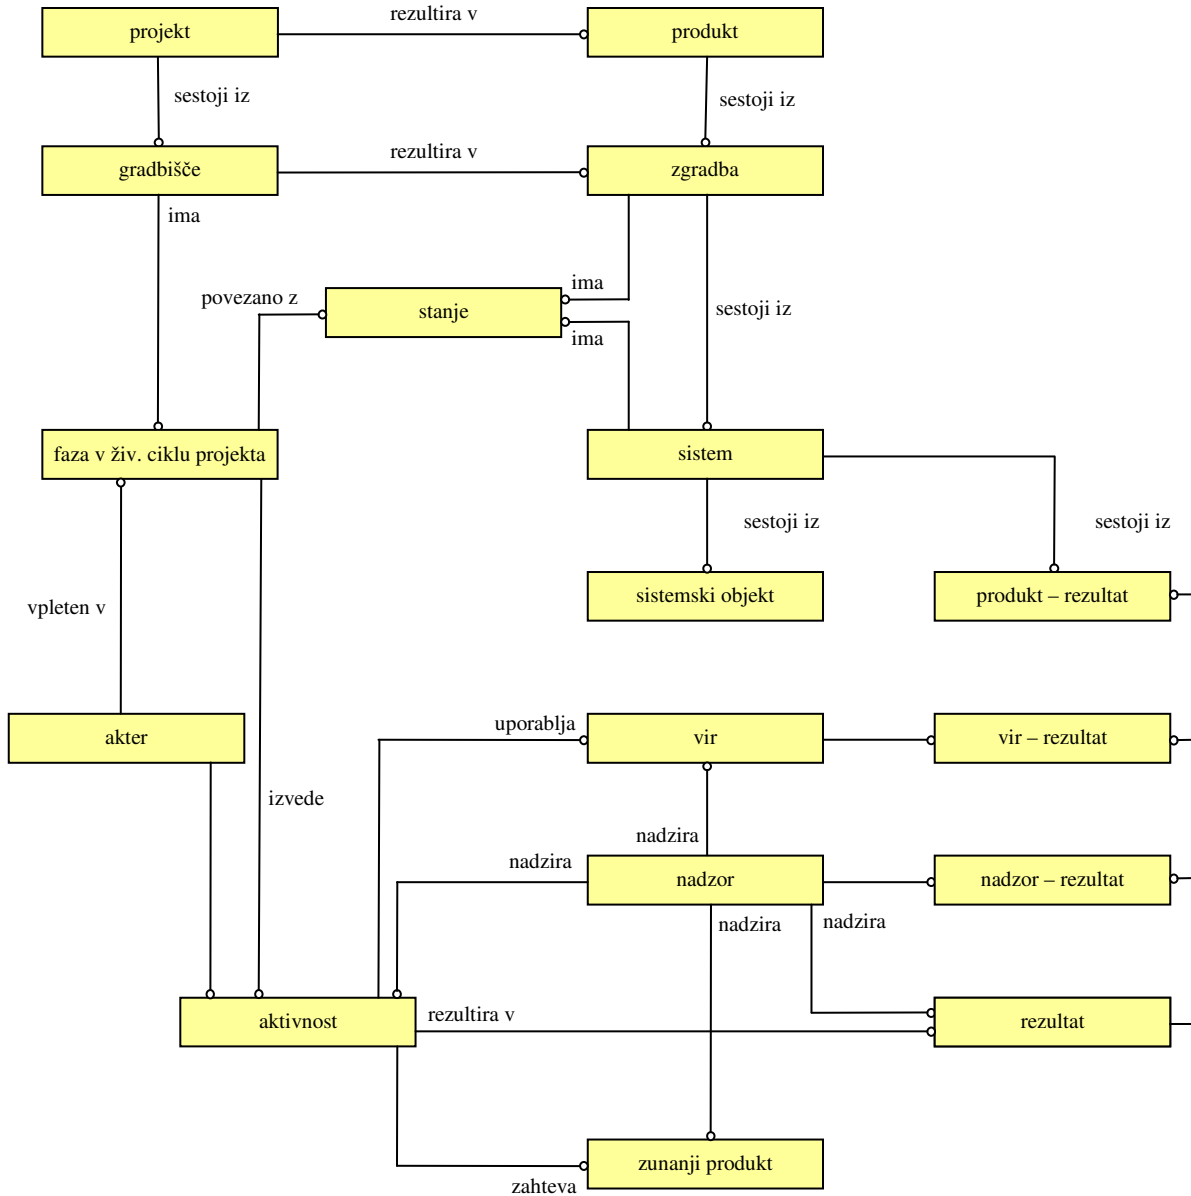 rezultira v
projekt
produkt
sestoji iz
sestoji iz
rezultira v
gradbišče
zgradba
ima
ima
povezano z
stanje
sestoji iz
ima
faza v živ. ciklu projekta
sistem
sestoji iz
sestoji iz
sistemski objekt
produkt – rezultat
vpleten v
uporablja
akter
vir
vir – rezultat
izvede
nadzira
nadzira
nadzor
nadzor – rezultat
nadzira
nadzira
rezultira v
aktivnost
rezultat
zunanji produkt
zahteva